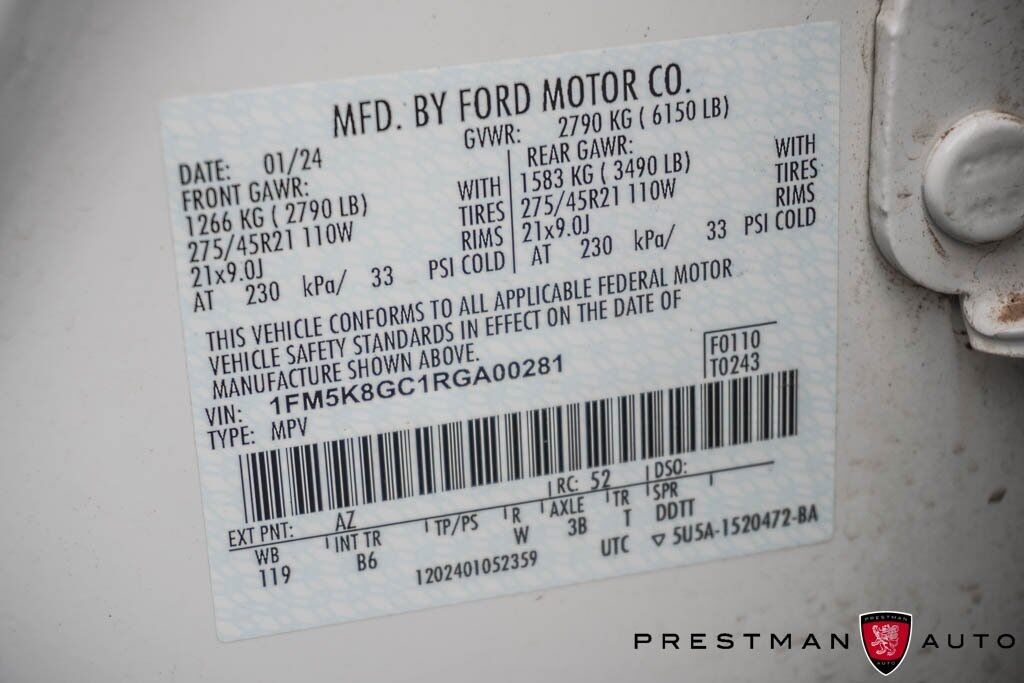 MFD. BY FORD MOTOR CO.
DATE: 01/24
GVWR: 2790 KG ( 6150 LB)
FRONT GAWR:
1266 KG ( 2790 LB) WITH
275/45R21 110W TIRES
21x9.0J RIMS
AT 230 kPa/ 33 PSI COLD
REAR GAWR:
1583 KG ( 3490 LB) WITH
275/45R21 110W TIRES
21x9.0J RIMS
AT 230 kPa/ 33 PSI COLD
THIS VEHICLE CONFORMS TO ALL APPLICABLE FEDERAL MOTOR
VEHICLE SAFETY STANDARDS IN EFFECT ON THE DATE OF
MANUFACTURE SHOWN ABOVE.
F0110
T0243
VIN: 1FM5K8GC1RGA00281
TYPE: MPV
EXT PNT: AZ RC: 52 DSO:
WB INT TR TP/PS R AXLE TR SPR
119 B6 W 3B T DDTT
1202401052359 UTC ▽ 5U5A-1520472-BA
PRESTMAN AUTO
PRESTMAN
AUTO